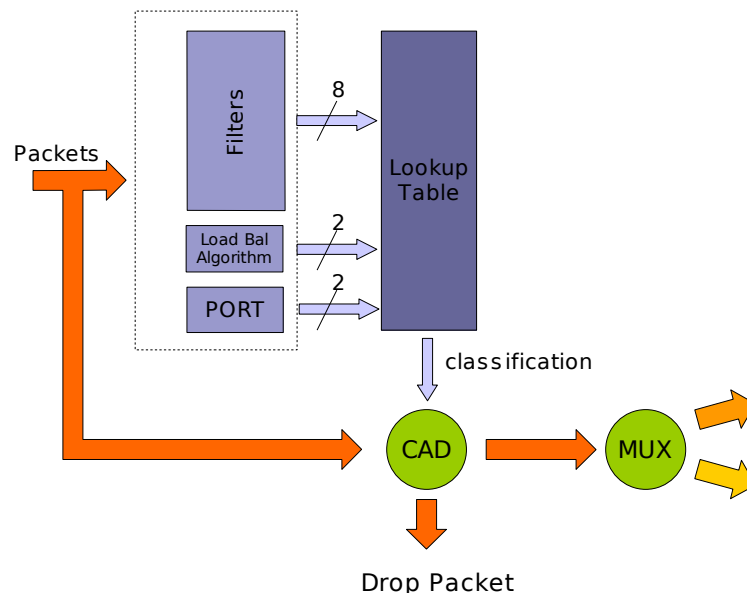 8
Filters
Packets
Lookup
Table
Load Bal
Algorithm
2
PORT
2
classification
CAD
MUX
Drop Packet